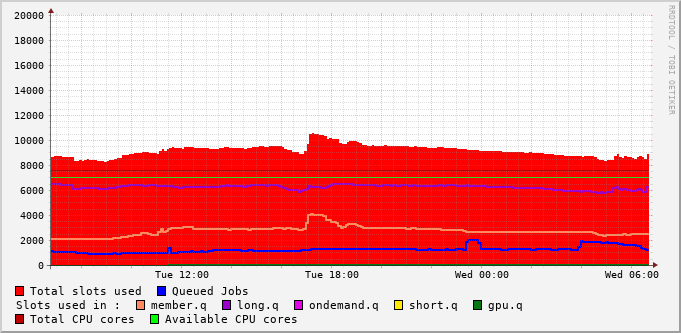 20000
18000
16000
14000
12000
10000
8000
6000
4000
2000
0
Tue 12:00 Tue 18:00 Wed 00:00 Wed 06:00
RRDTOOL / TOBI OETIKER
Total slots used Queued Jobs
Slots used in : member.q long.q ondemand.q short.q gpu.q
Total CPU cores Available CPU cores